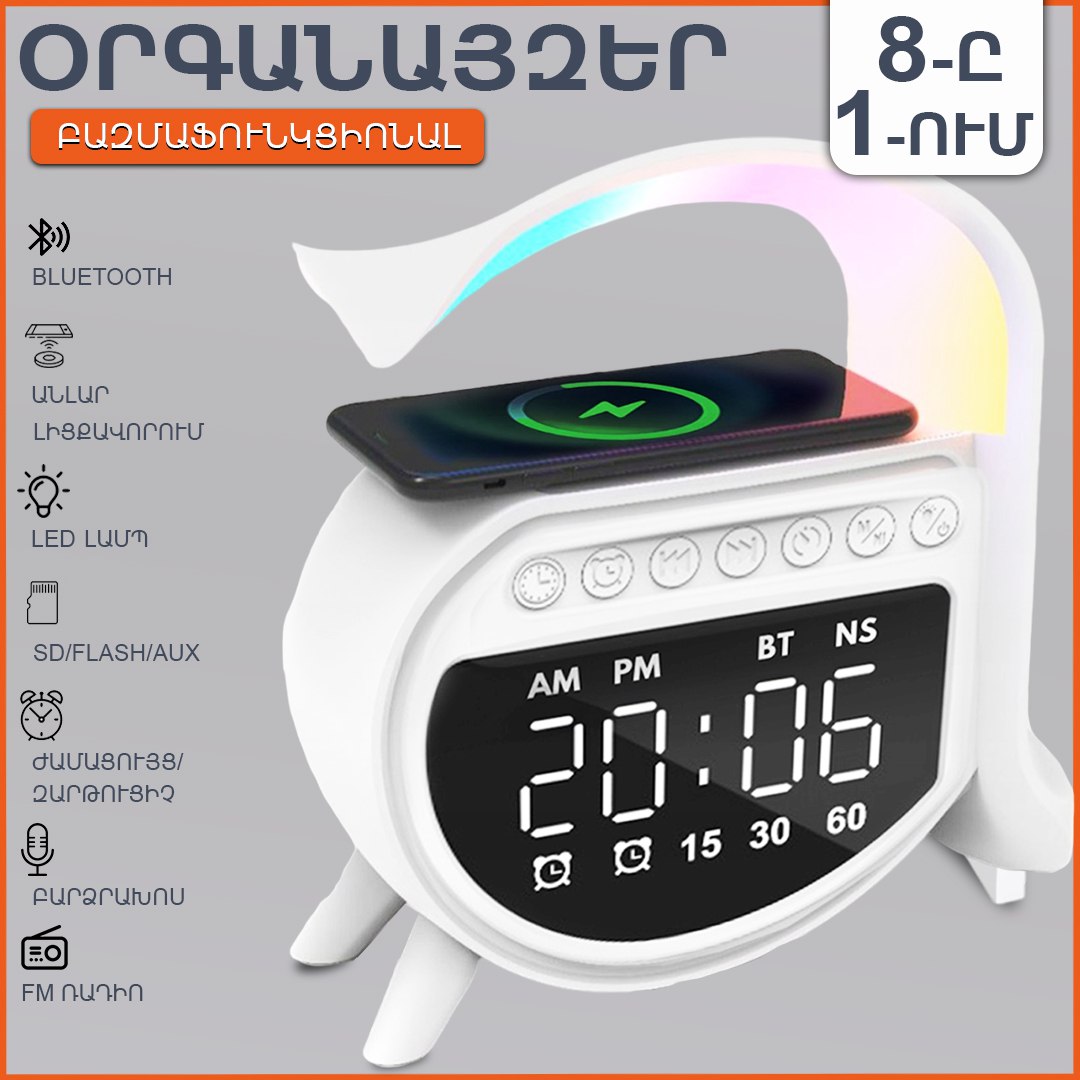 ՕՐԳԱՆԱՅԶԵՐ
ԲԱԶՄԱՖՈՒՆԿՑԻՈՆԱԼ
8-Ը
1-ՈՒՄ
BLUETOOTH
ԱՆԼԱՐ
ԼԻՑՔԱՎՈՐՈՒՄ
LED ԼԱՄՊ
SD/FLASH/AUX
ԺԱՄԱՑՈՒՅՑ/
ԶԱՐԹՈՒՑԻՉ
ԲԱՐՁՐԱԽՈՍ
FM ՌԱԴԻՈ
M/M1
AM PM BT NS
20:06
15 30 60